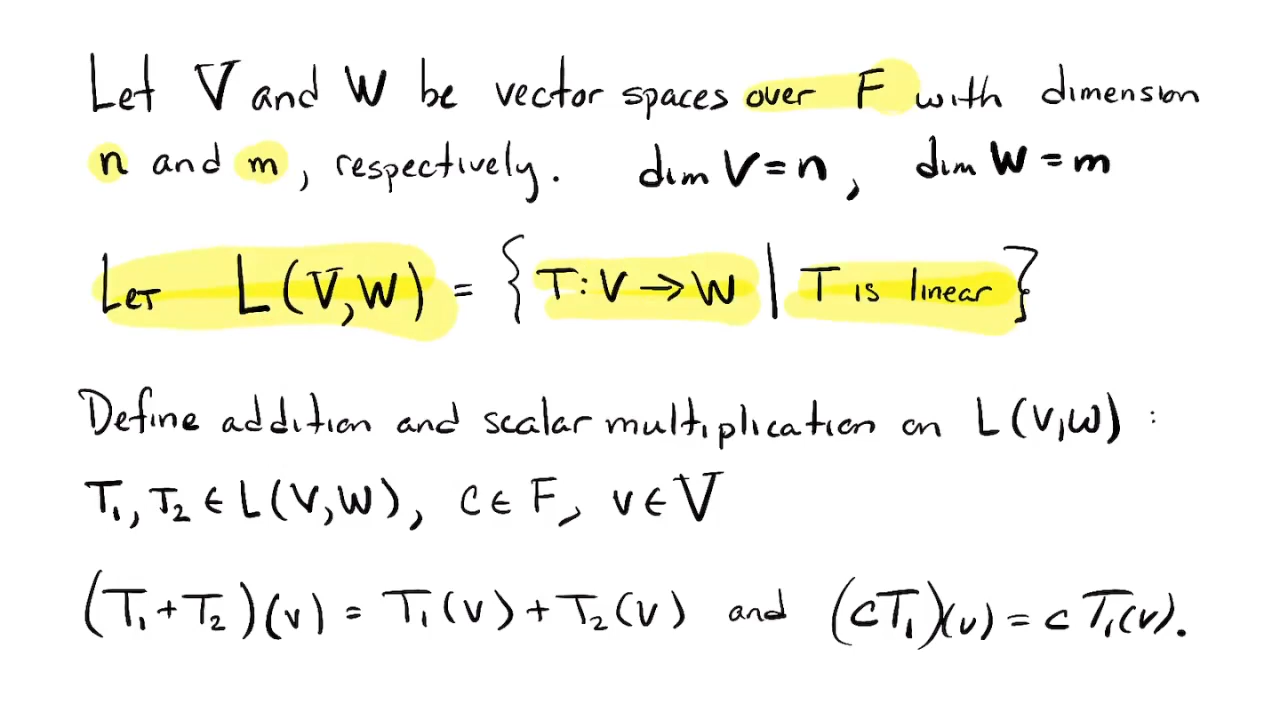 Let V and W be vector spaces over F with dimension
n and m, respectively. dim V = n, dim W = m
Let L(V,W) = { T: V → W | T is linear }
Define addition and scalar multiplication on L(V,W) :
T₁, T₂ ∈ L(V,W), c ∈ F, v ∈ V
(T₁ + T₂)(v) = T₁(v) + T₂(v) and (cT₁)(v) = c T₁(v).